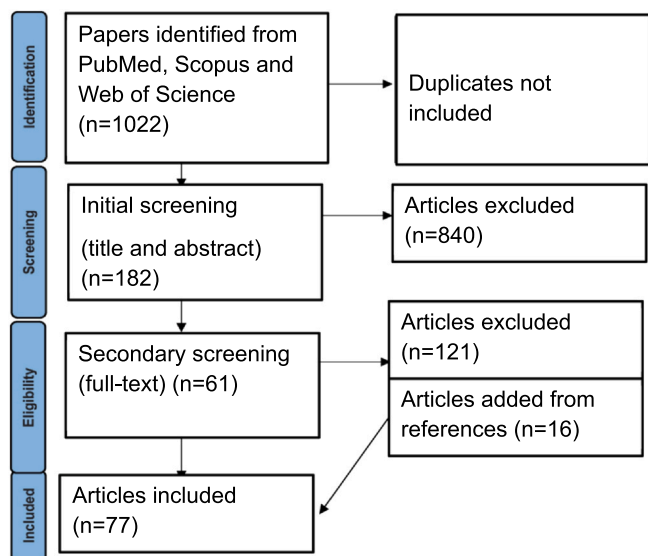 Identification
Papers identified from
PubMed, Scopus and
Web of Science
(n=1022)
Duplicates not
included
Screening
Initial screening
(title and abstract)
(n=182)
Articles excluded
(n=840)
Eligibility
Secondary screening
(full-text) (n=61)
Articles excluded
(n=121)
Articles added from
references (n=16)
Included
Articles included
(n=77)